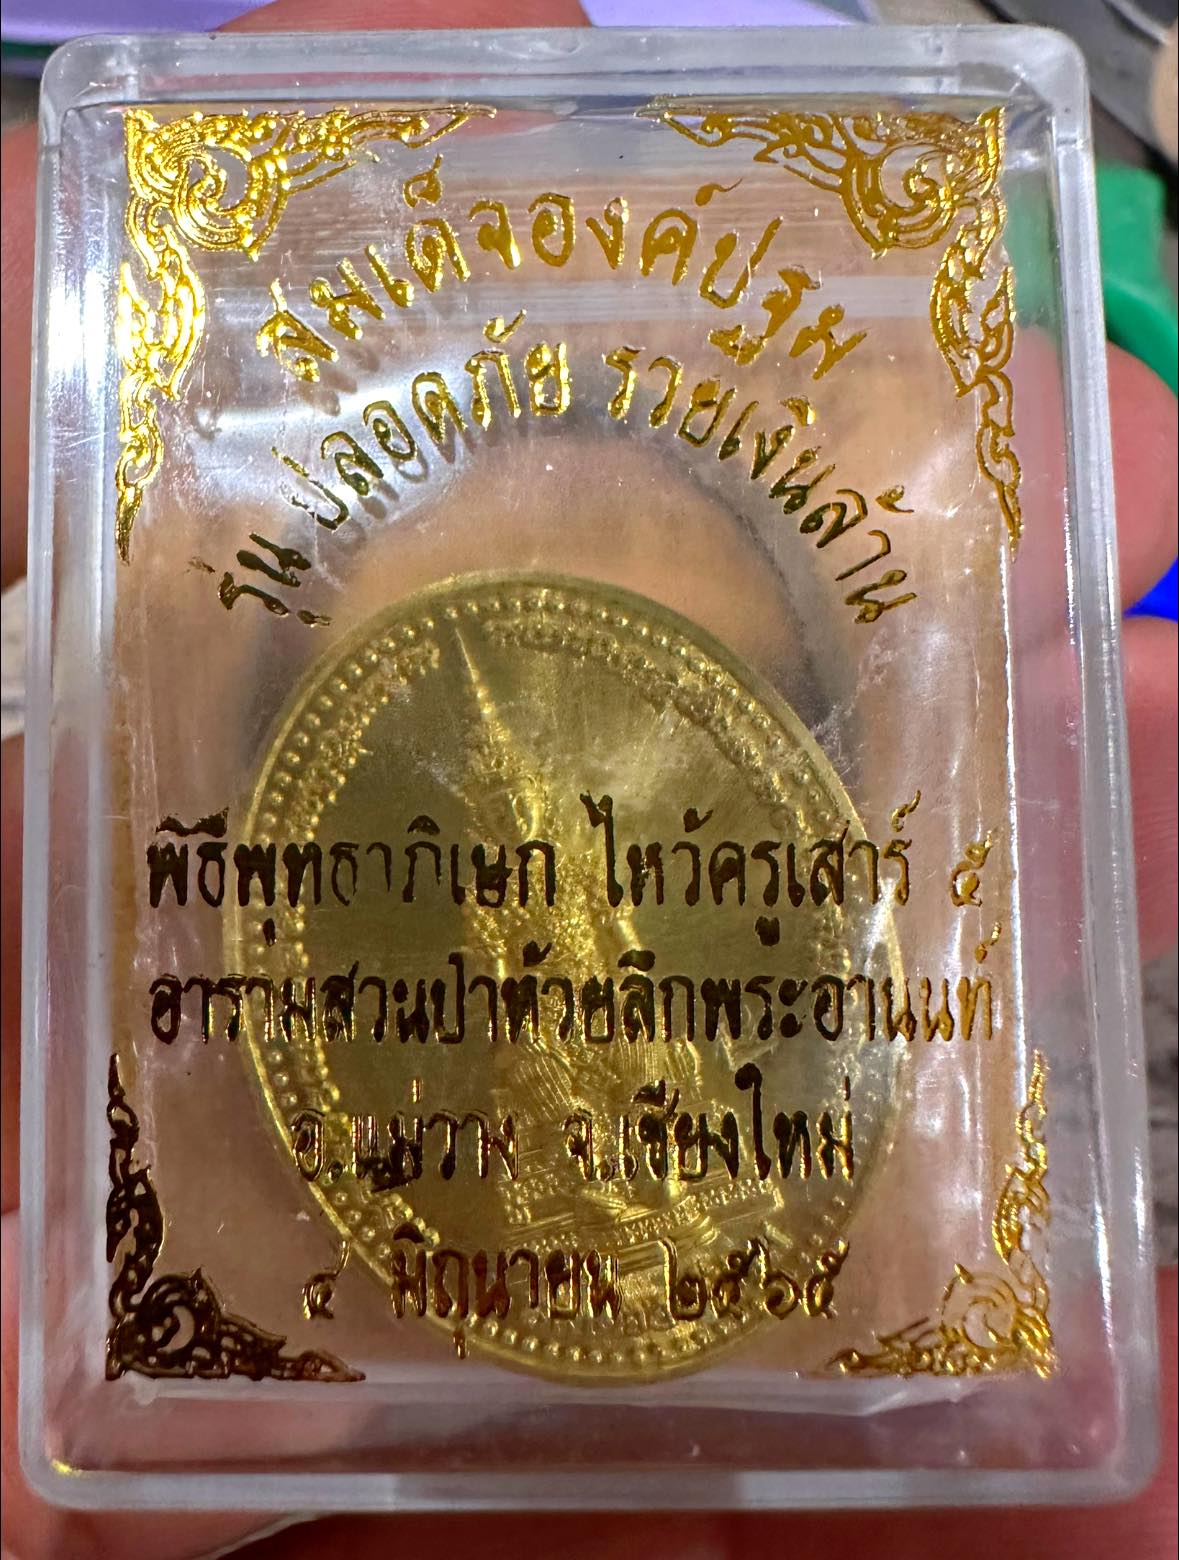 สมเด็จองค์ปฐม
รุ่น ปลอดภัย รวยเงินล้าน
พิธีพุทธาภิเษก ไหว้ครูเสาร์ ๕
อารามสวนป่าห้วยลึกพระอานนท์
อ.แม่วาง จ.เชียงใหม่
๔ มิถุนายน ๒๕๖๕